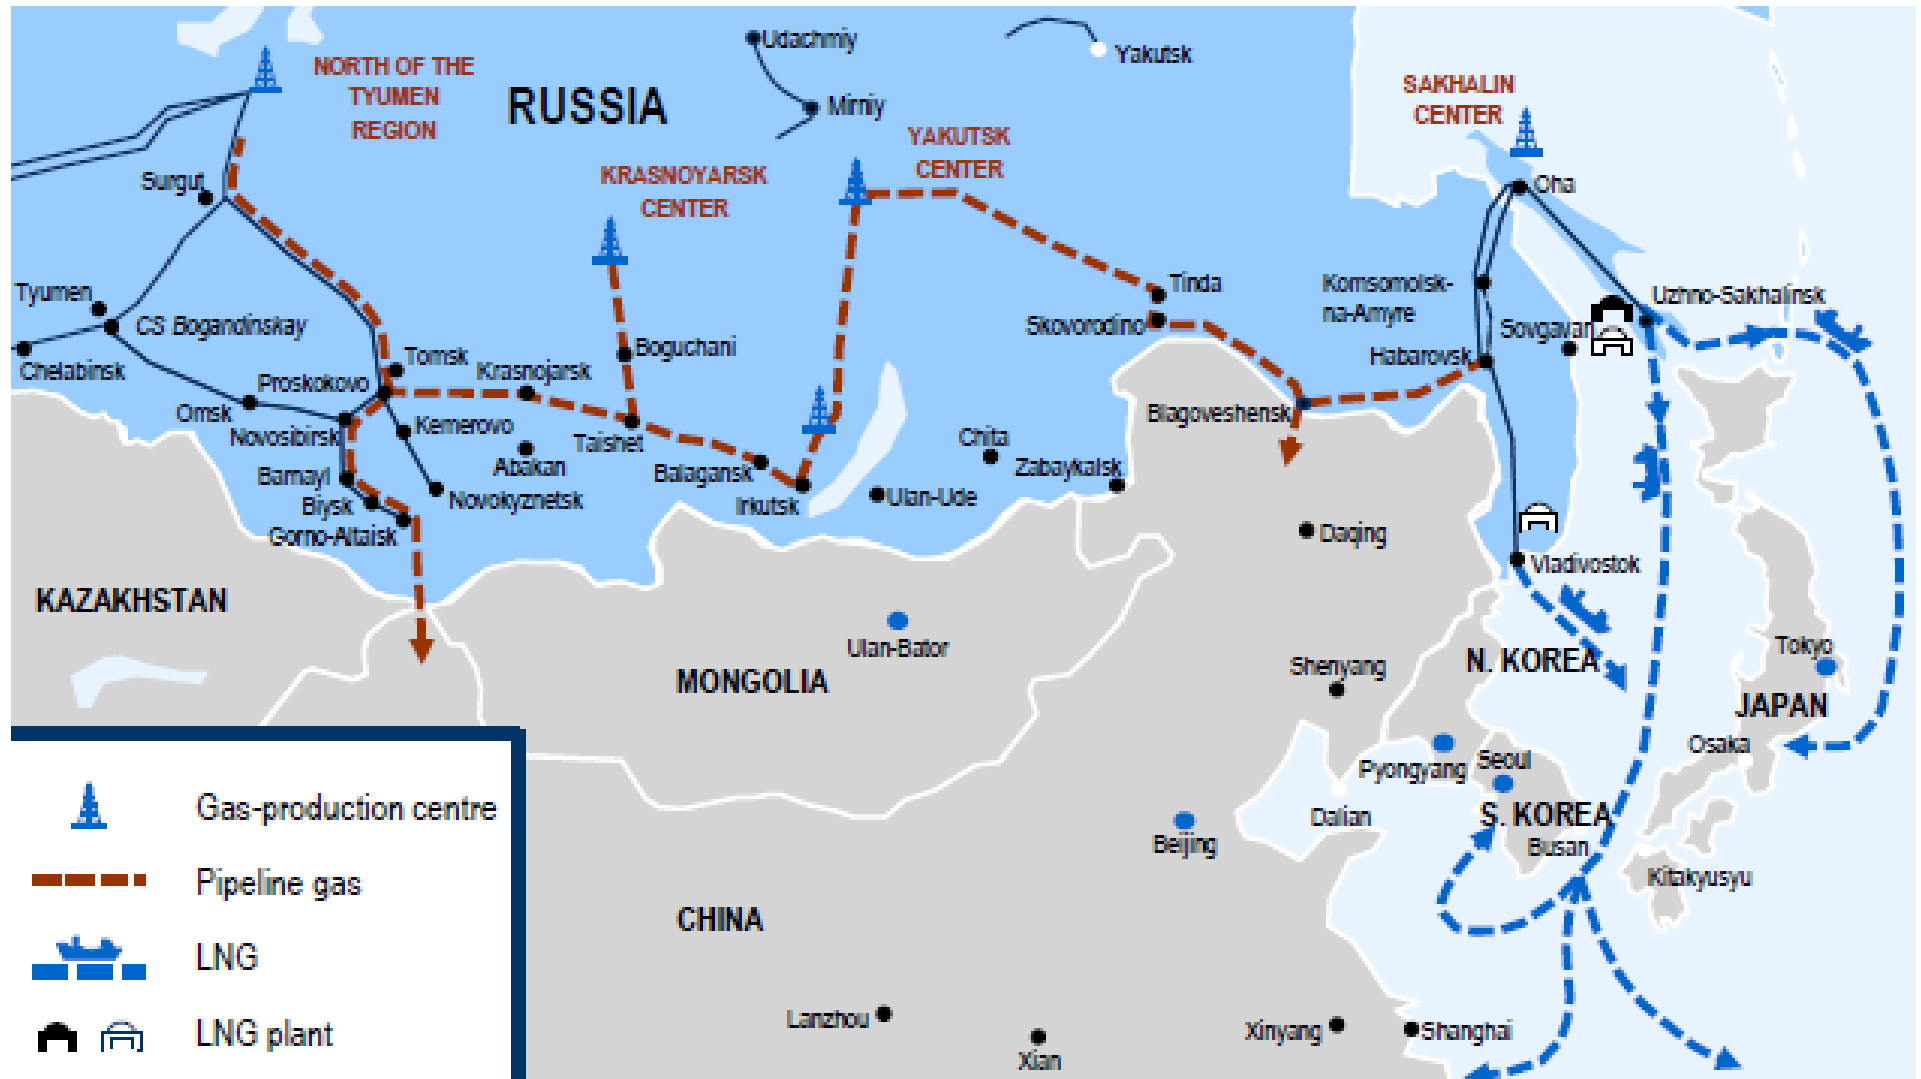 Udachmiy
Yakutsk
NORTH OF THE
TYUMEN
REGION
RUSSIA
Mirniy
SAKHALIN
CENTER
YAKUTSK
CENTER
KRASNOYARSK
CENTER
Surgut
Oha
Tyumen
CS Bogandinskay
Chelabinsk
Tomsk
Proskokovo
Krasnojarsk
Boguchani
Tinda
Skovorodino
Komsomolsk-
na-Amyre
Sovgavan
Uzhno-Sakhalinsk
Habarovsk
Omsk
Novosibirsk
Kemerovo
Taishet
Blagoveshensk
Barnayl
Abakan
Balagansk
Chita
Zabaykalsk
Biysk
Novokyznetsk
Irkutsk
Ulan-Ude
Gorno-Altaisk
Daqing
Vladivostok
KAZAKHSTAN
Ulan-Bator
MONGOLIA
Shenyang
N. KOREA
Tokyo
JAPAN
Osaka
Pyongyang
Seoul
Dalian
S. KOREA
Busan
Beijing
Kitakyusyu
CHINA
Lanzhou
Xian
Xinyang
Shanghai
Gas-production centre
Pipeline gas
LNG
LNG plant